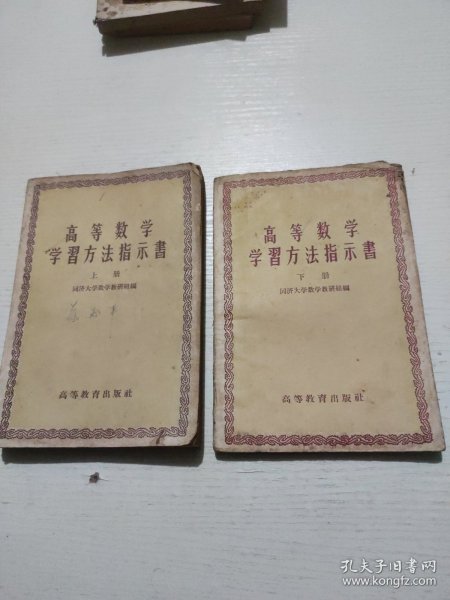 高等数学
学習方法指示書
上册
同济大学数学教研組編
高等教育出版社
高等数学
学習方法指示書
下册
同济大学数学教研組編
高等教育出版社
孔夫子旧書网
www.kongfz.com